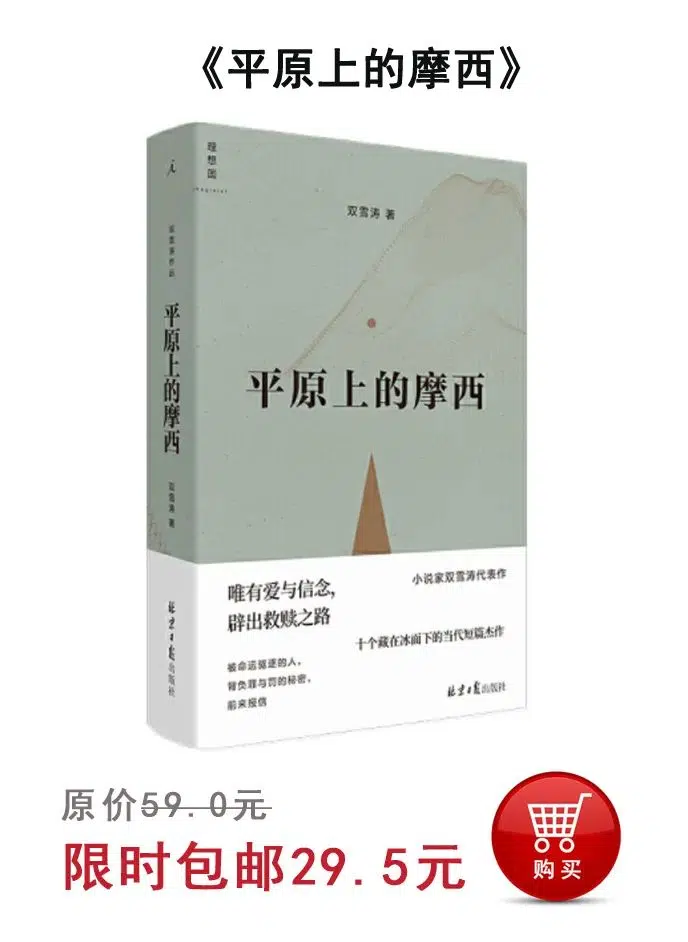 《平原上的摩西》
理想国
imaginist
双雪涛 著
平原上的摩西
双雪涛作品
平原上的摩西
双雪涛 著
北京日报出版社
唯有爱与信念,
辟出救赎之路
被命运驱逐的人,
背负罪与罚的秘密,
前来报信
小说家双雪涛代表作
十个藏在冰面下的当代短篇杰作
北京日报出版社
原价59.0元
限时包邮29.5元
购买